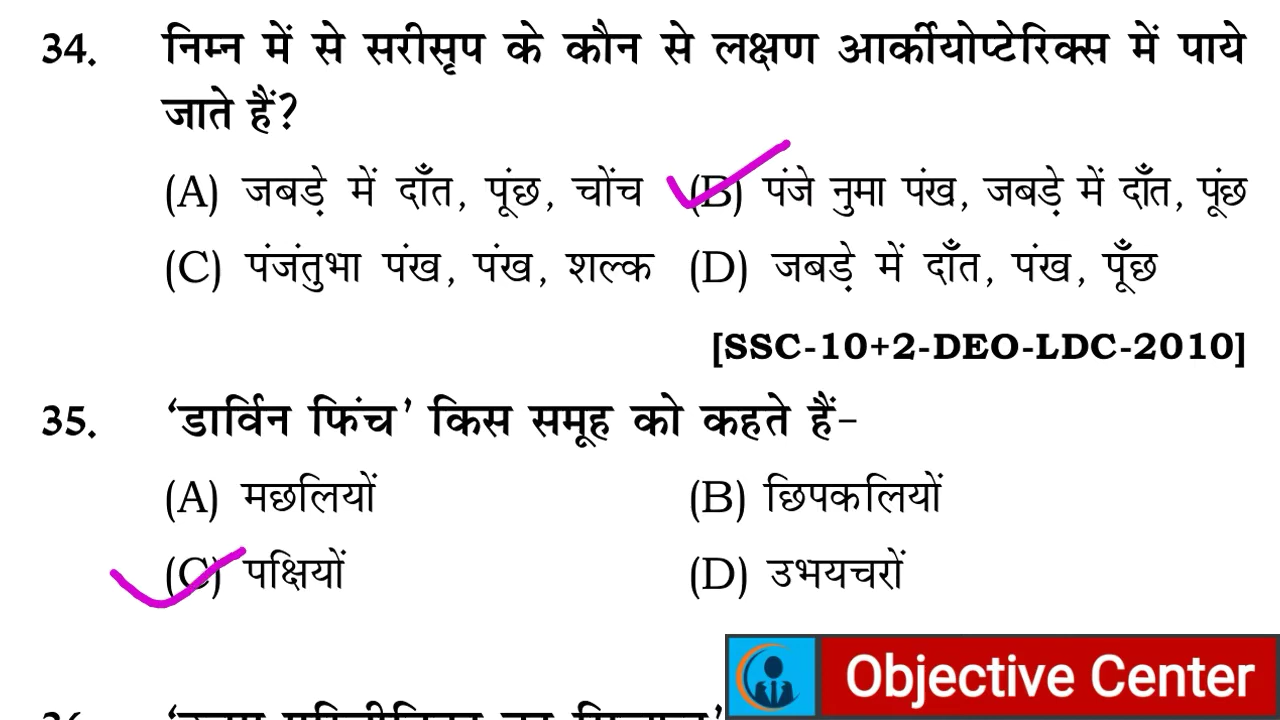 34. निम्न में से सरीसृप के कौन से लक्षण आर्कीयोप्टेरिक्स में पाये
जाते हैं?
(A) जबड़े में दाँत, पूंछ, चोंच (B) पंजे नुमा पंख, जबड़े में दाँत, पूंछ
(C) पंजंतुभा पंख, पंख, शल्क (D) जबड़े में दाँत, पंख, पूँछ
[SSC-10+2-DEO-LDC-2010]
35. ‘डार्विन फिंच’ किस समूह को कहते हैं–
(A) मछलियों (B) छिपकलियों
(C) पक्षियों (D) उभयचरों
Objective Center